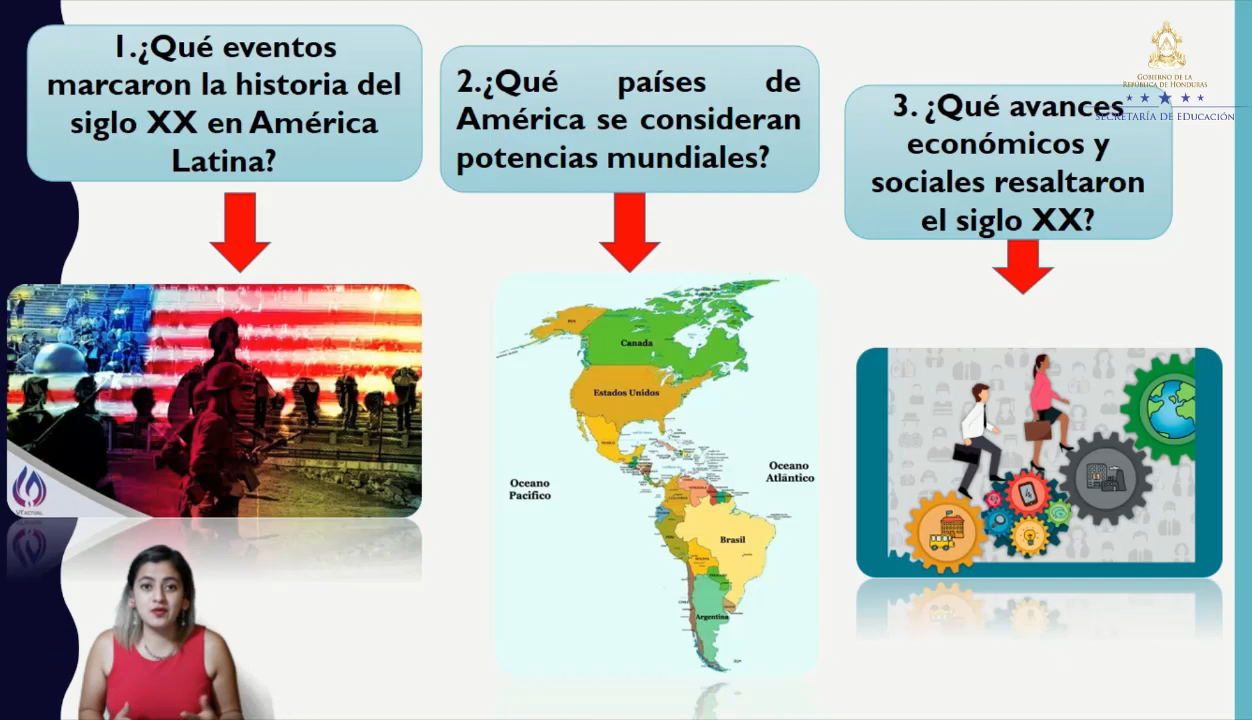 1.¿Qué eventos
marcaron la historia del
siglo XX en América
Latina?
2.¿Qué países de
América se consideran
potencias mundiales?
3. ¿Qué avances
económicos y
sociales resaltaron
el siglo XX?
GOBIERNO DE LA
REPÚBLICA DE HONDURAS
SECRETARÍA DE EDUCACIÓN
Canada
Estados Unidos
Oceano
Pacifico
Oceano
Atlántico
Brasil
Argentina